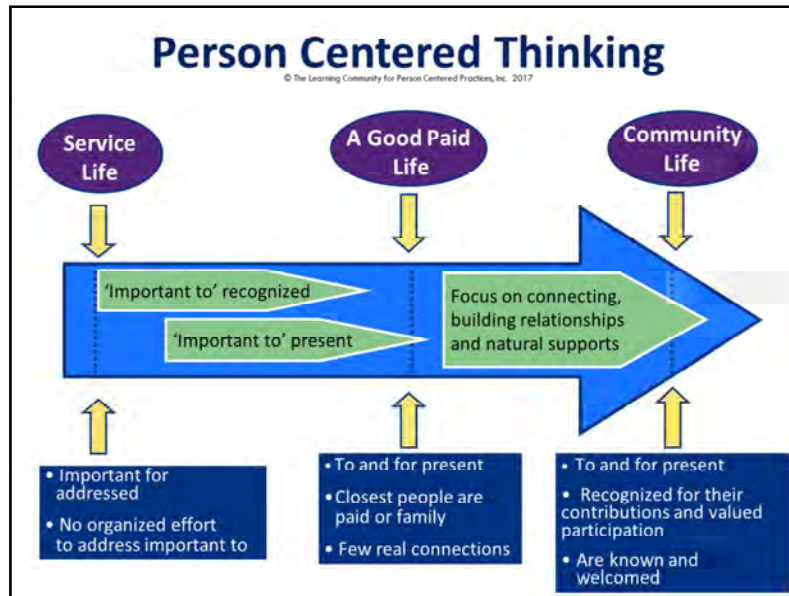 Person Centered Thinking
© The Learning Community for Person Centered Practices, Inc. 2017
Service
Life
A Good Paid
Life
Community
Life
'Important to' recognized
'Important to' present
Focus on connecting,
building relationships
and natural supports
• Important for
addressed
• No organized effort
to address important to
• To and for present
• Closest people are
paid or family
• Few real connections
• To and for present
• Recognized for their
contributions and valued
participation
• Are known and
welcomed